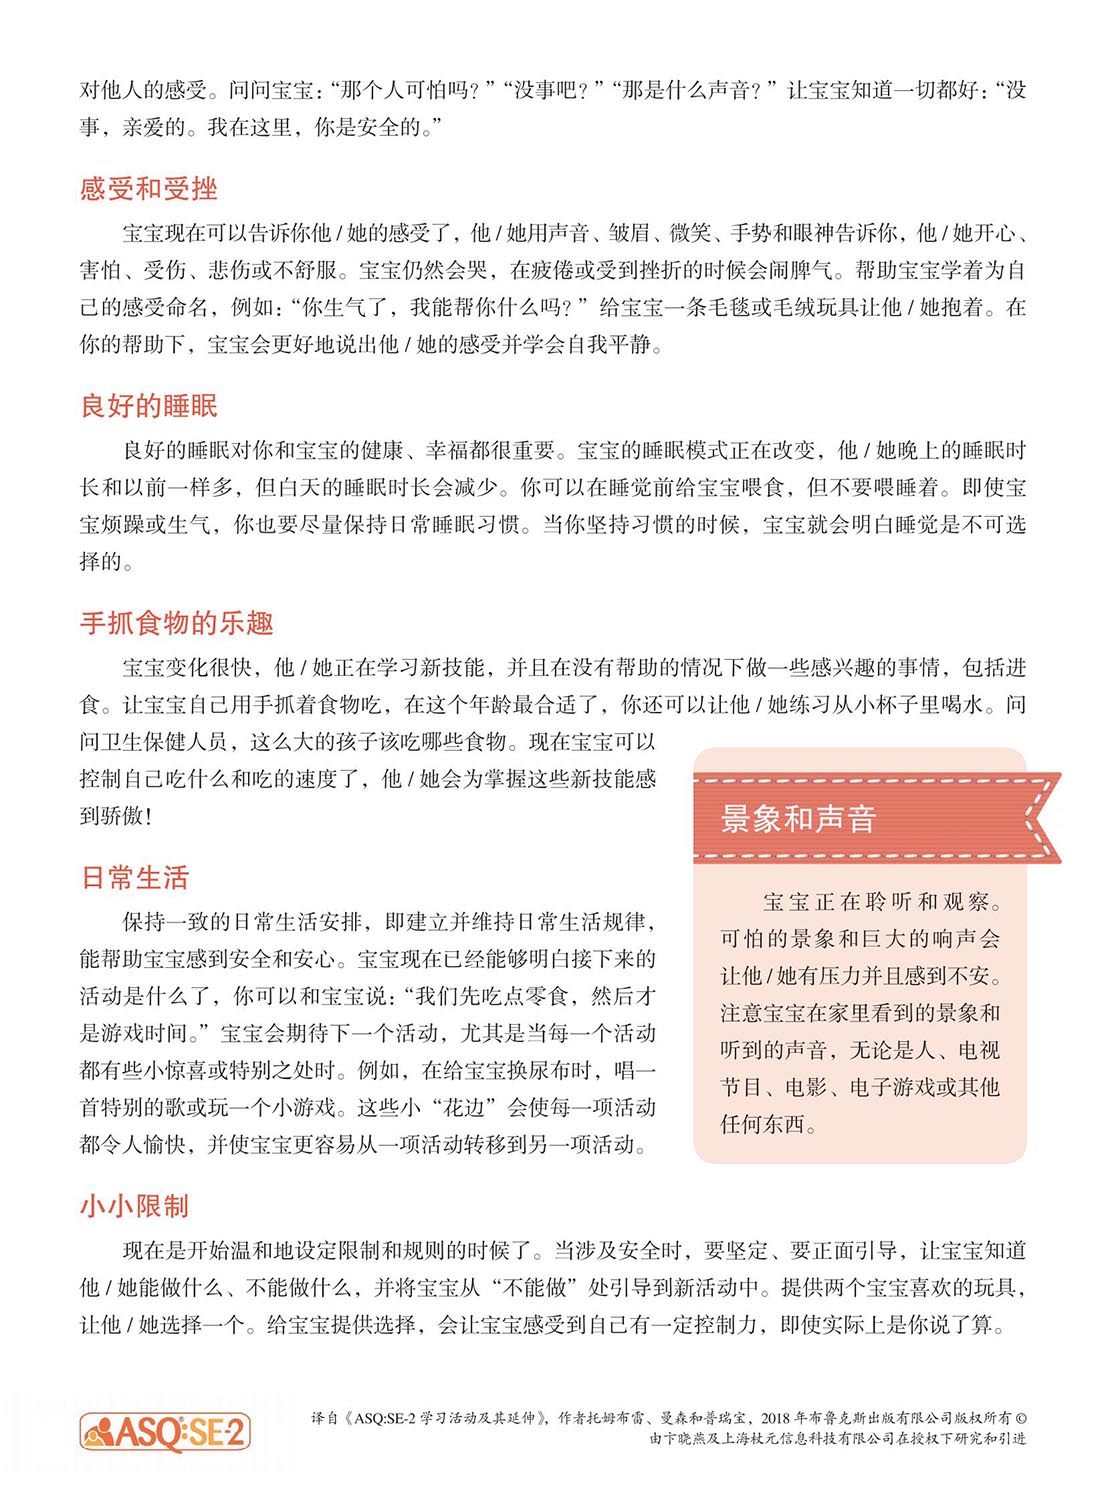 对他人的感受。问问宝宝：“那个人可怕吗？”“没事吧？”“那是什么声音？”让宝宝知道一切都好：“没
事，亲爱的。我在这里，你是安全的。”
感受和受挫
宝宝现在可以告诉你他 / 她的感受了，他 / 她用声音、皱眉、微笑、手势和眼神告诉你，他 / 她开心、
害怕、受伤、悲伤或不舒服。宝宝仍然会哭，在疲倦或受到挫折的时候会闹脾气。帮助宝宝学着为自
己的感受命名，例如：“你生气了，我能帮你什么吗？”给宝宝一条毛毯或毛绒玩具让他 / 她抱着。在
你的帮助下，宝宝会更好地说出他 / 她的感受并学会自我平静。
良好的睡眠
良好的睡眠对你和宝宝的健康、幸福都很重要。宝宝的睡眠模式正在改变，他 / 她晚上的睡眠时
长和以前一样多，但白天的睡眠时长会减少。你可以在睡觉前给宝宝喂食，但不要喂睡着。即使宝
宝烦躁或生气，你也要尽量保持日常睡眠习惯。当你坚持习惯的时候，宝宝就会明白睡觉是不可选
择的。
手抓食物的乐趣
宝宝变化很快，他 / 她正在学习新技能，并且在没有帮助的情况下做一些感兴趣的事情，包括进
食。让宝宝自己用手抓着食物吃，在这个年龄最合适了，你还可以让他 / 她练习从小杯子里喝水。问
问卫生保健人员，这么大的孩子该吃哪些食物。现在宝宝可以
控制自己吃什么和吃的速度了，他 / 她会为掌握这些新技能感
到骄傲！
日常生活
保持一致的日常生活安排，即建立并维持日常生活规律，
能帮助宝宝感到安全和安心。宝宝现在已经能够明白接下来的
活动是什么了，你可以和宝宝说：“我们先吃点零食，然后才
是游戏时间。”宝宝会期待下一个活动，尤其是当每一个活动
都有些小惊喜或特别之处时。例如，在给宝宝换尿布时，唱一
首特别的歌或玩一个小游戏。这些小“花边”会使每一项活动
都令人愉快，并使宝宝更容易从一项活动转移到另一项活动。
景象和声音
宝宝正在聆听和观察。
可怕的景象和巨大的响声会
让他 / 她有压力并且感到不安。
注意宝宝在家里看到的景象和
听到的声音，无论是人、电视
节目、电影、电子游戏或其他
任何东西。
小小限制
现在是开始温和地设定限制和规则的时候了。当涉及安全时，要坚定、要正面引导，让宝宝知道
他 / 她能做什么、不能做什么，并将宝宝从“不能做”处引导到新活动中。提供两个宝宝喜欢的玩具，
让他 / 她选择一个。给宝宝提供选择，会让宝宝感受到自己有一定控制力，即使实际上是你说了算。
ASQ:SE-2
译自《ASQ:SE-2 学习活动及其延伸》，作者托姆布雷、曼森和普瑞宝，2018 年布鲁克斯出版有限公司版权所有 ©
由卞晓燕及上海杖元信息科技有限公司在授权下研究和引进